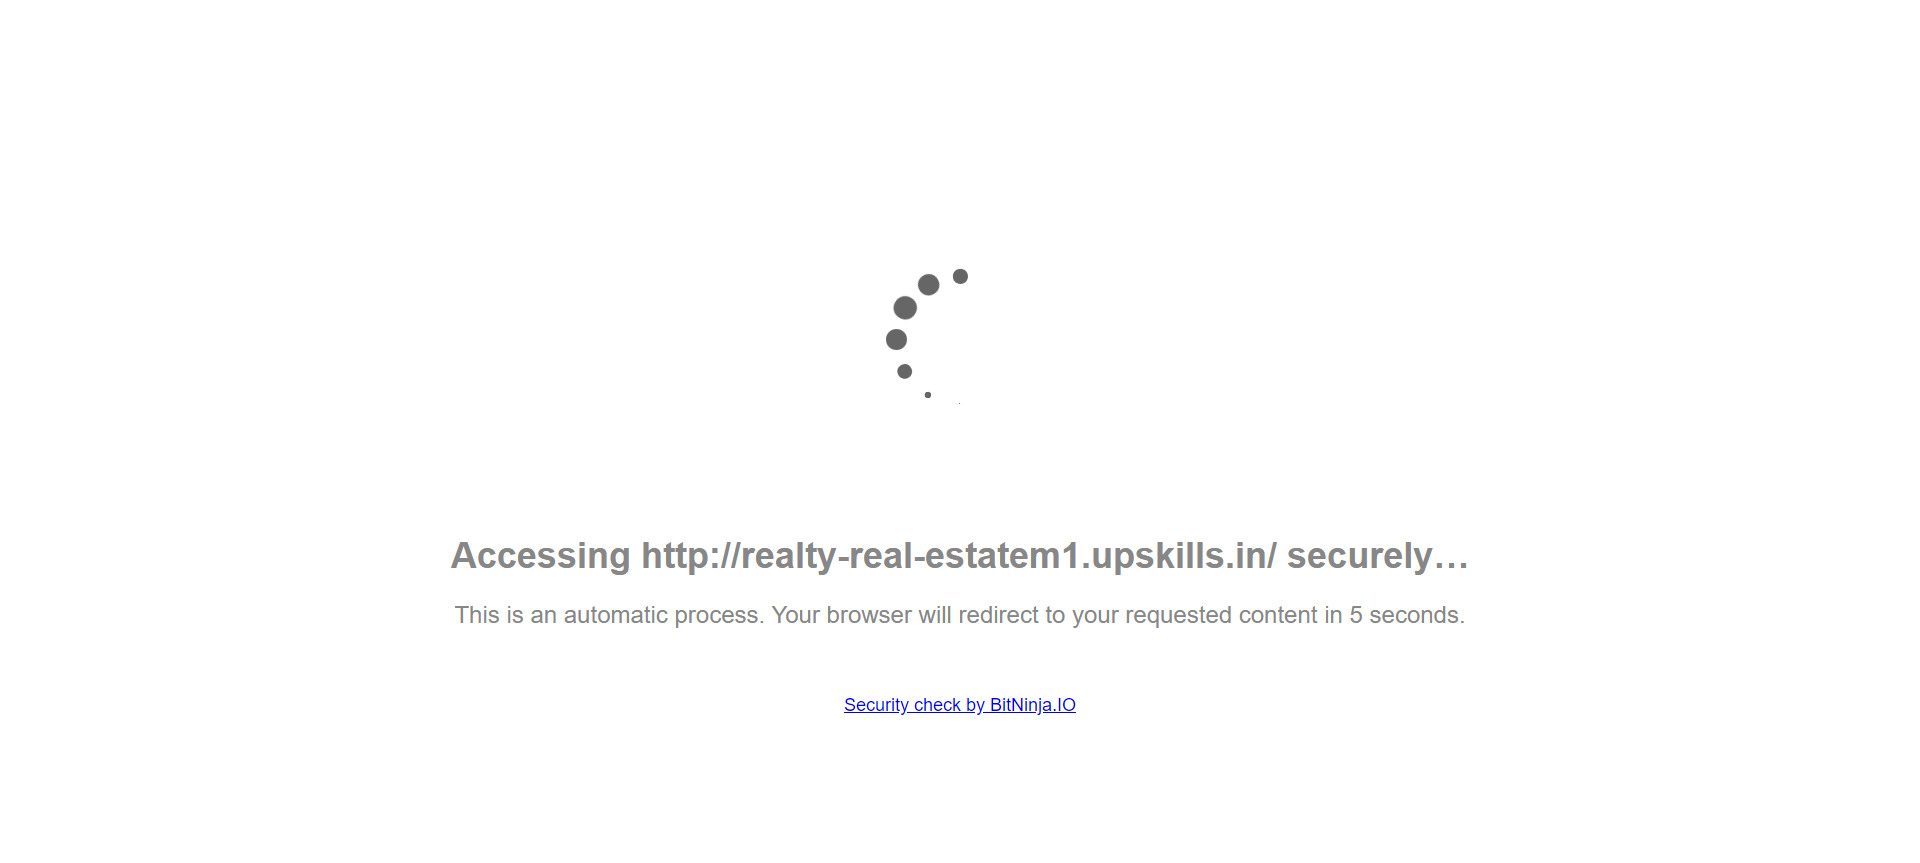 Accessing http://realty-real-estatem1.upskills.in/ securely…
This is an automatic process. Your browser will redirect to your requested content in 5 seconds.
Security check by BitNinja.IO